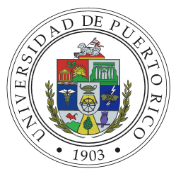 UNIVERSIDAD DE PUERTO RICO
• 1903 •